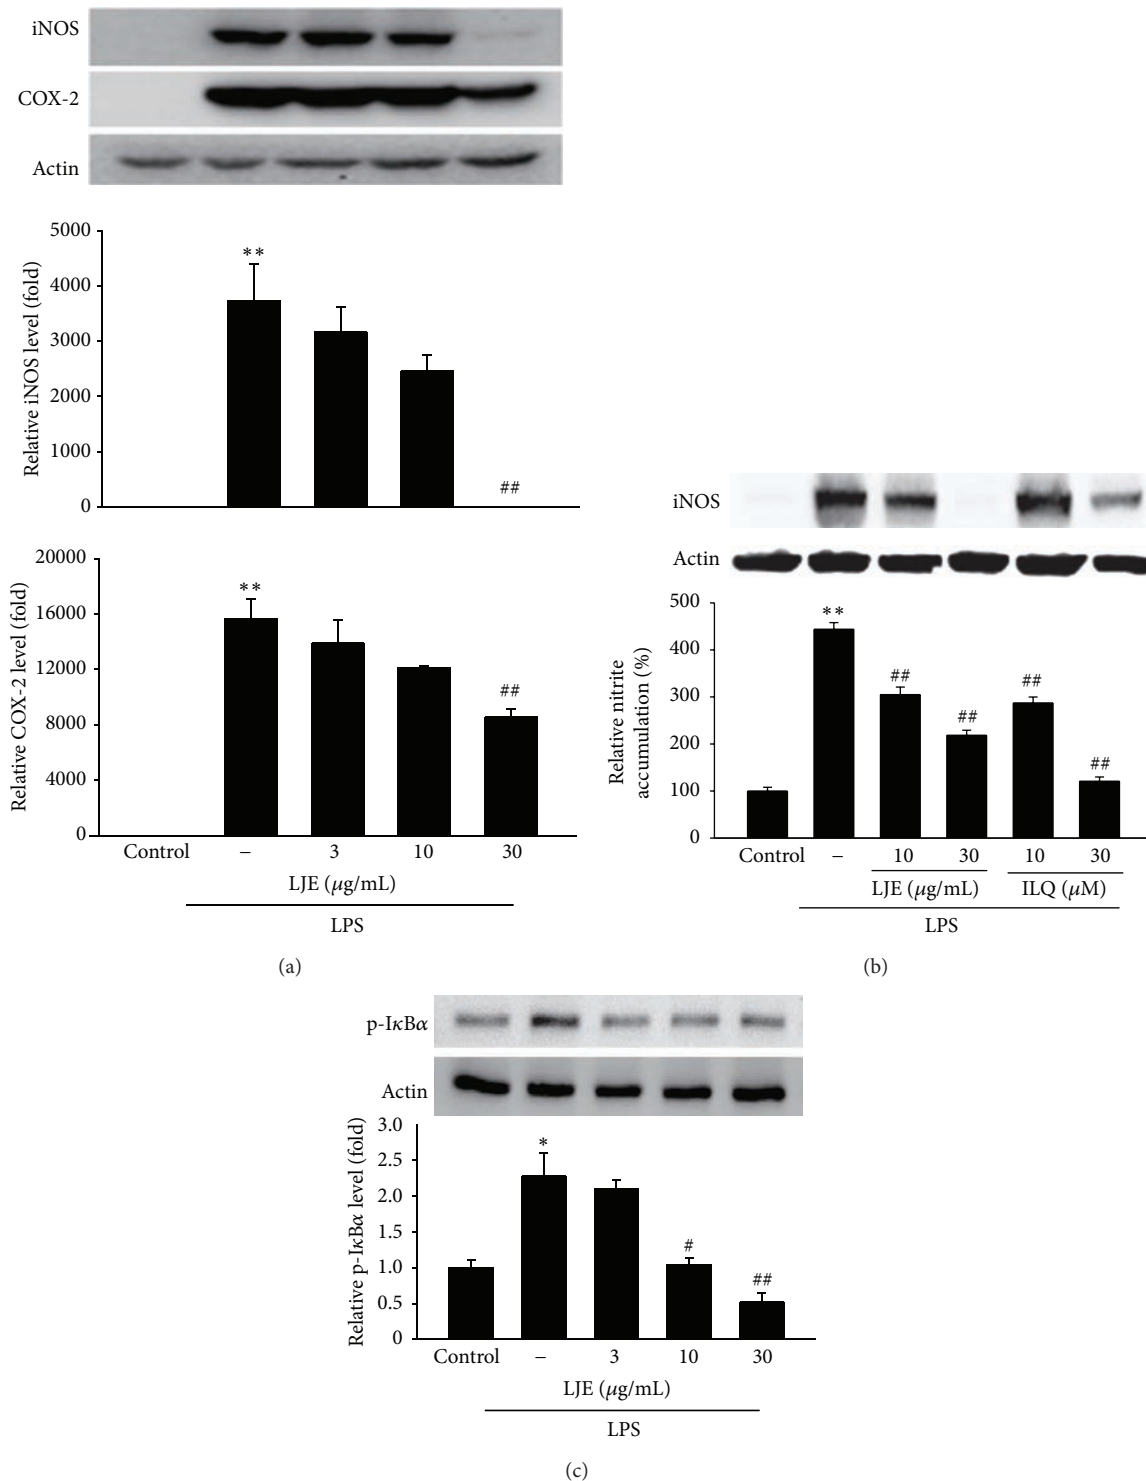 iNOS
COX-2
Actin
Relative iNOS level (fold)
5000
4000
3000
2000
1000
0
**
##
Relative COX-2 level (fold)
20000
16000
12000
8000
4000
0
**
##
Control − 3 10 30
LJE (μg/mL)
LPS
(a)
iNOS
Actin
Relative nitrite
accumulation (%)
500
400
300
200
100
0
**
##
##
##
##
Control − 10 30 10 30
LJE (μg/mL) ILQ (μM)
LPS
(b)
p-IκBα
Actin
Relative p-IκBα level (fold)
3.0
2.5
2.0
1.5
1.0
0.5
0
*
#
##
Control − 3 10 30
LJE (μg/mL)
LPS
(c)